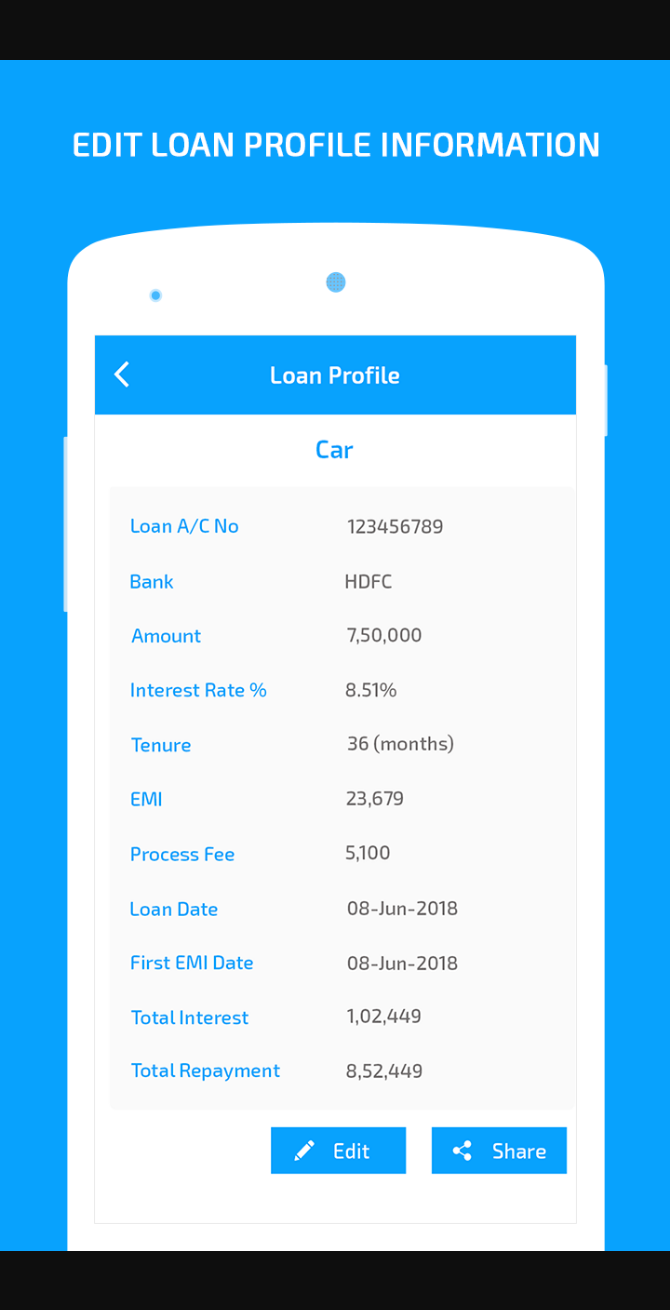 EDIT LOAN PROFILE INFORMATION
Loan Profile
Car
Loan A/C No 123456789
Bank HDFC
Amount 7,50,000
Interest Rate % 8.51%
Tenure 36 (months)
EMI 23,679
Process Fee 5,100
Loan Date 08-Jun-2018
First EMI Date 08-Jun-2018
Total Interest 1,02,449
Total Repayment 8,52,449
Edit Share